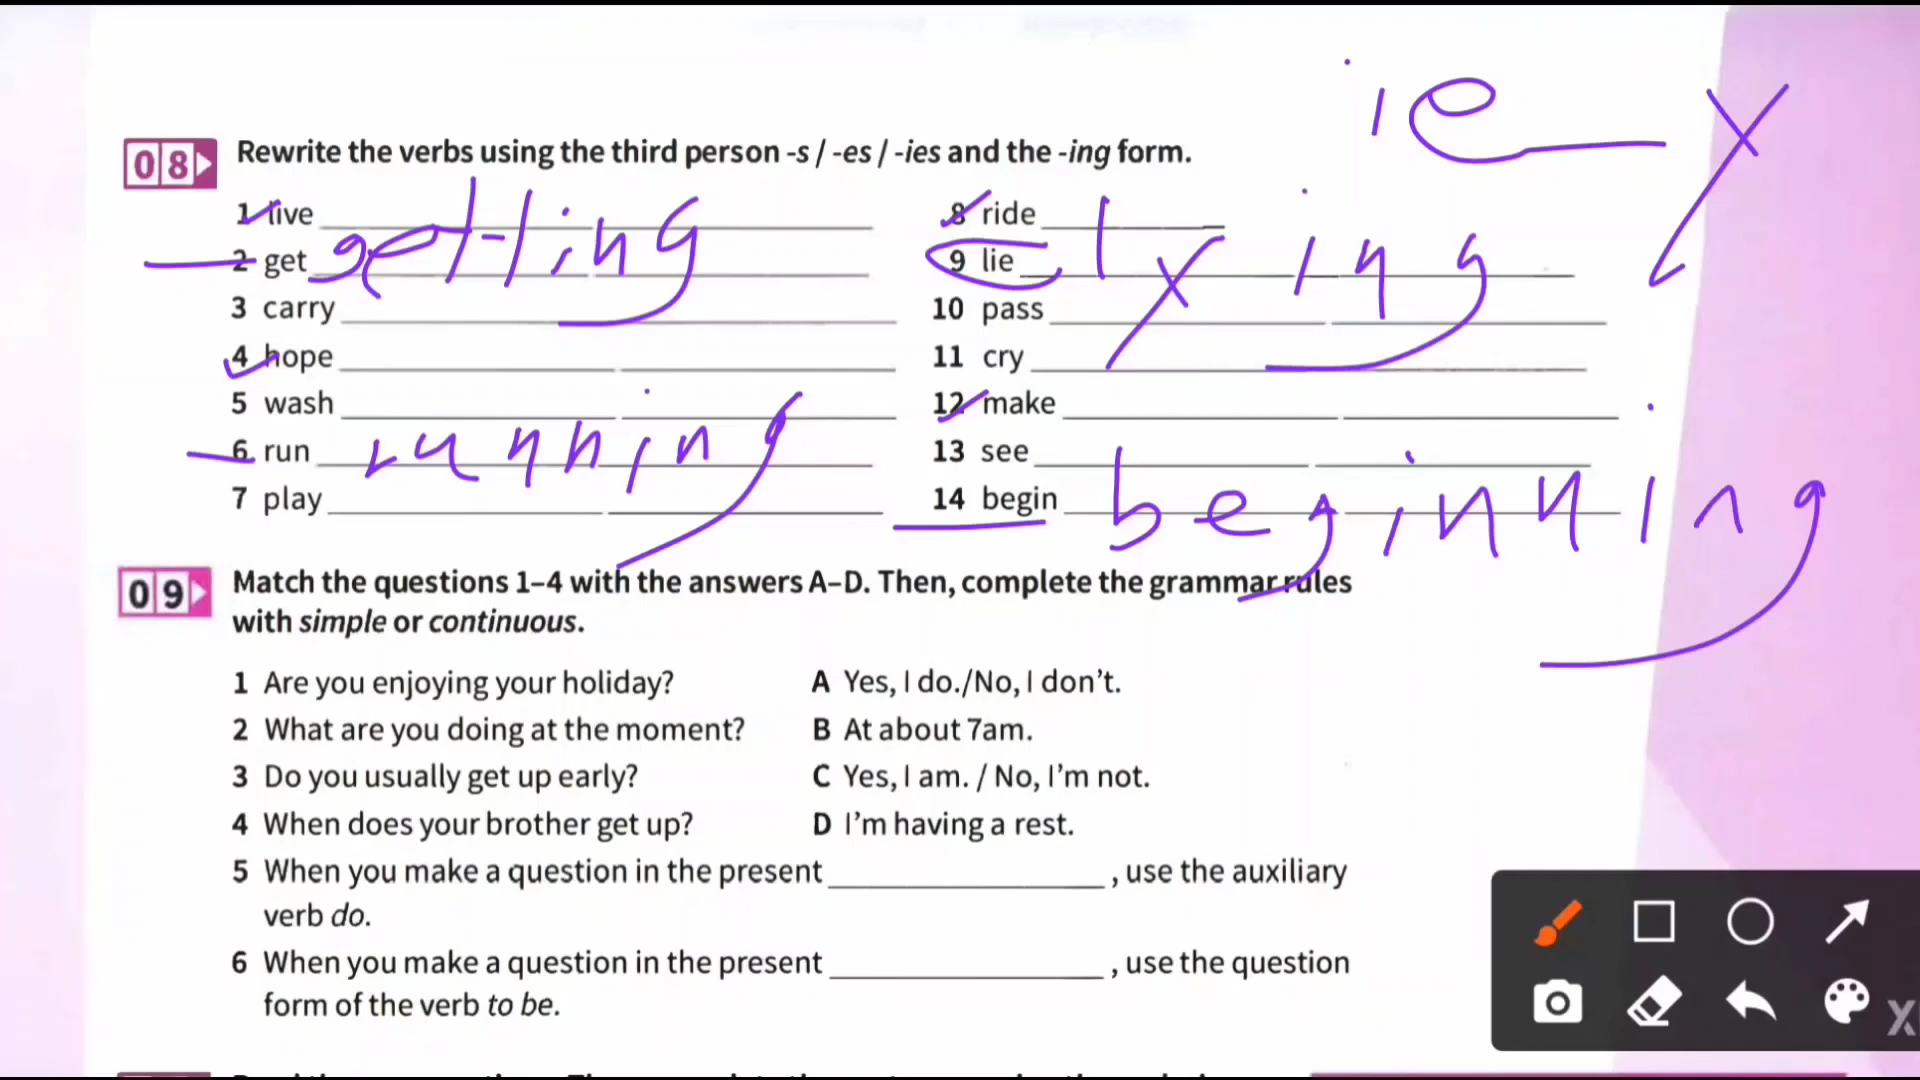 08 Rewrite the verbs using the third person -s / -es / -ies and the -ing form.
ie y
1 live
2 get getting
3 carry
4 hope
5 wash
6 run running
7 play
8 ride
9 lie lying
10 pass
11 cry
12 make
13 see
14 begin beginning
09 Match the questions 1–4 with the answers A–D. Then, complete the grammar rules
with simple or continuous.
1 Are you enjoying your holiday?
2 What are you doing at the moment?
3 Do you usually get up early?
4 When does your brother get up?
A Yes, I do./No, I don't.
B At about 7am.
C Yes, I am. / No, I'm not.
D I'm having a rest.
5 When you make a question in the present ________, use the auxiliary
verb do.
6 When you make a question in the present ________, use the question
form of the verb to be.